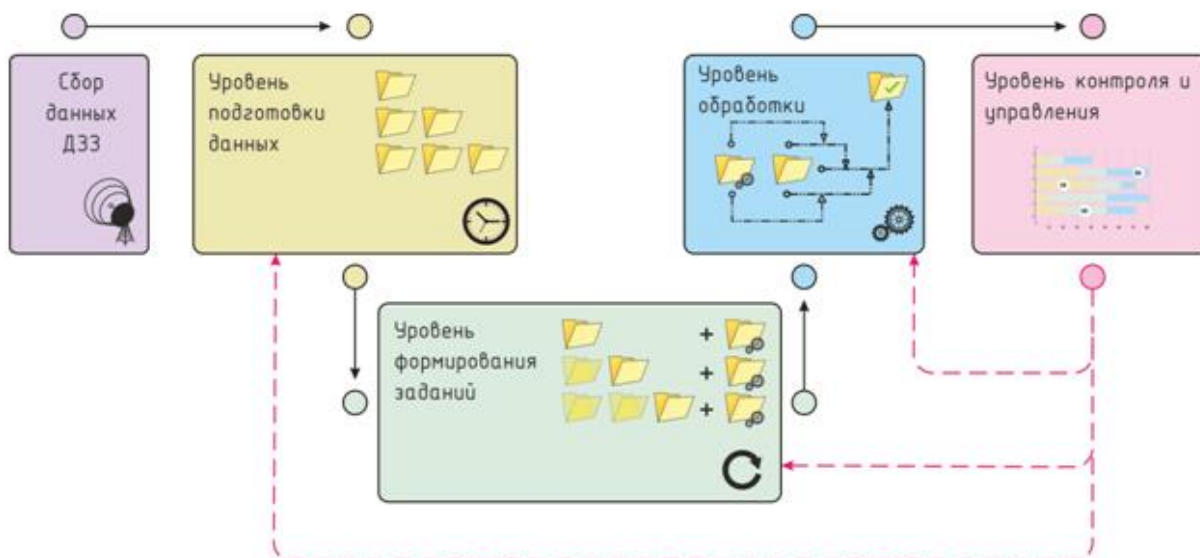 Сбор
данных
ДЗЗ
Уровень
подготовки
данных
Уровень
обработки
Уровень контроля и
управления
Уровень
формирования
заданий
+
+
+